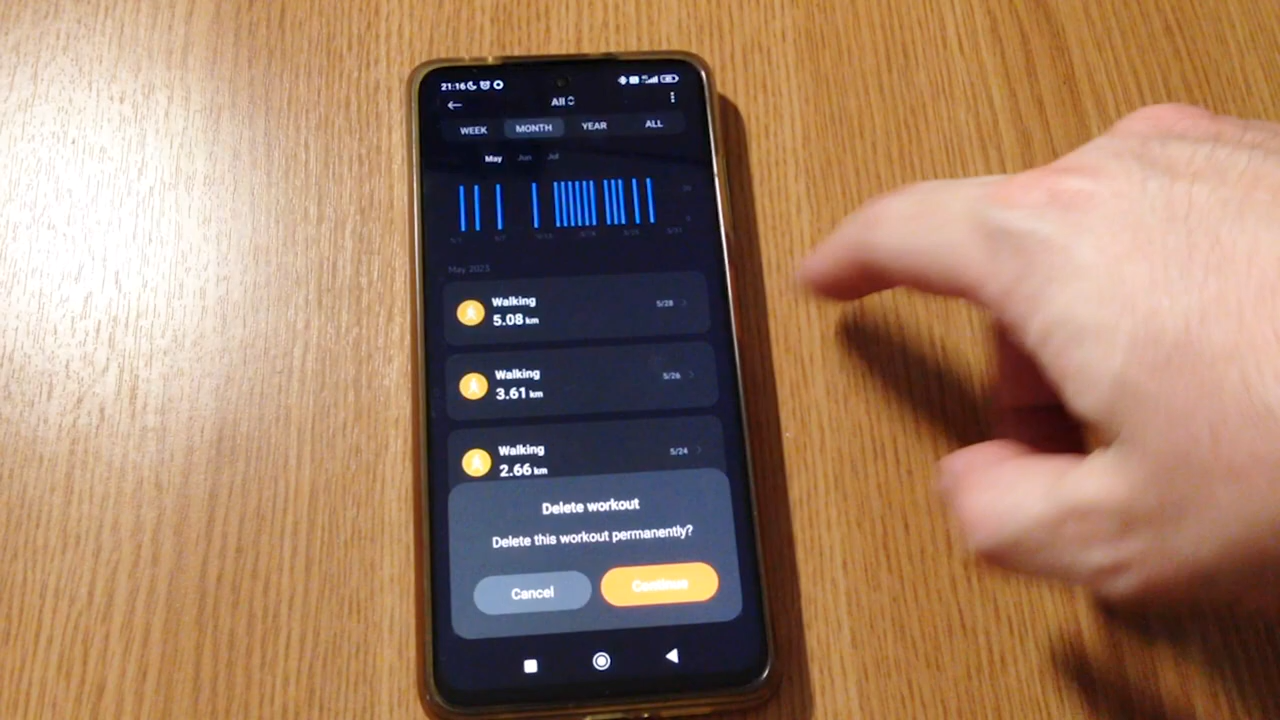 21:16
All
WEEK MONTH YEAR ALL
May Jun Jul
May 2023
Walking
5.08 km
5/28
Walking
3.61 km
5/26
Walking
2.66 km
5/24
Delete workout
Delete this workout permanently?
Cancel
Continue